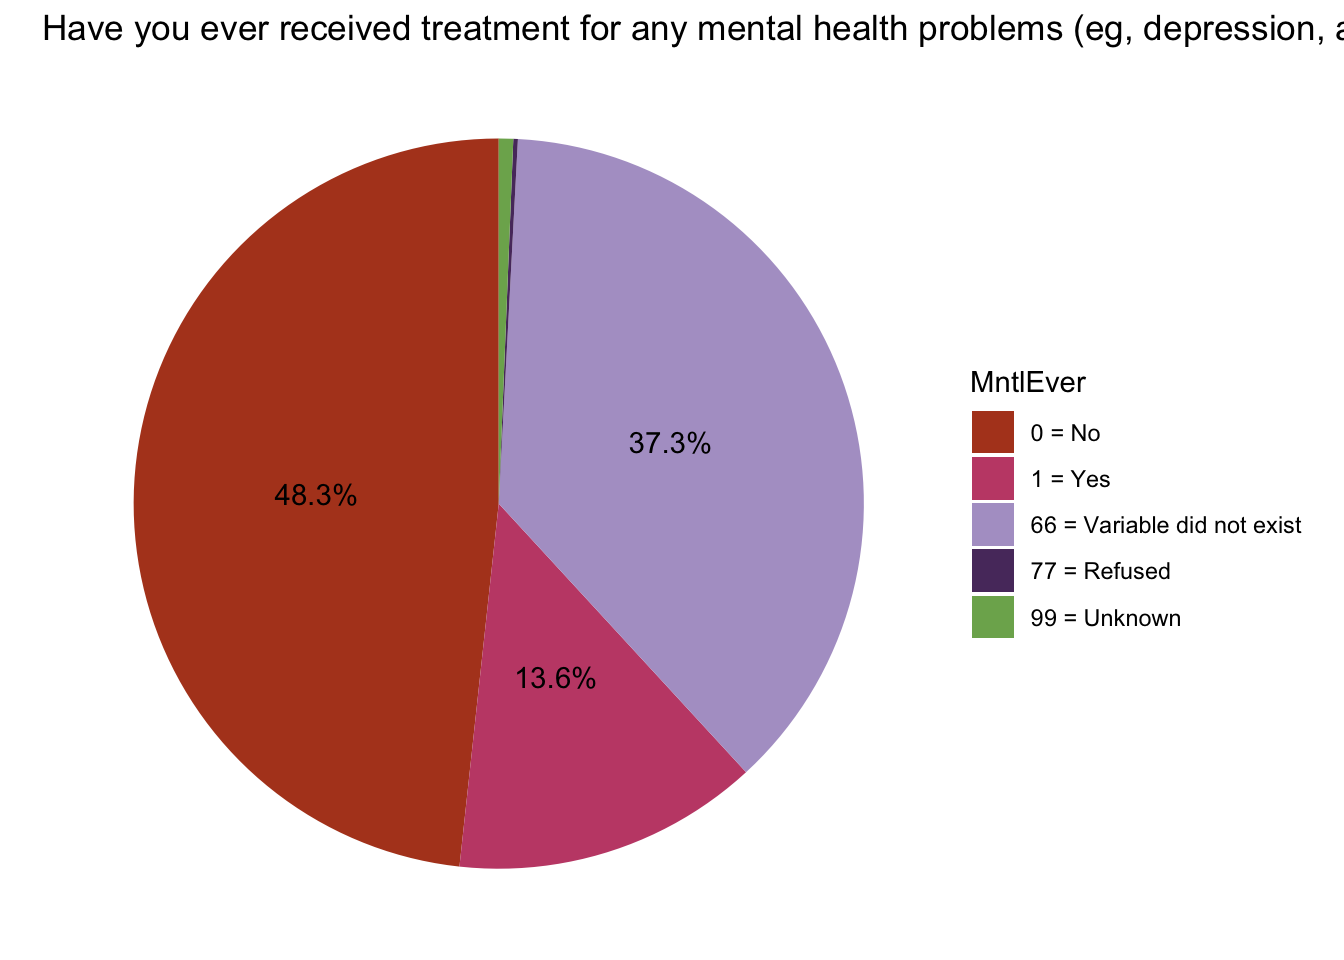 Have you ever received treatment for any mental health problems (eg, depression,
37.3%
48.3%
13.6%
MntlEver
0 = No
1 = Yes
66 = Variable did not exist
77 = Refused
99 = Unknown